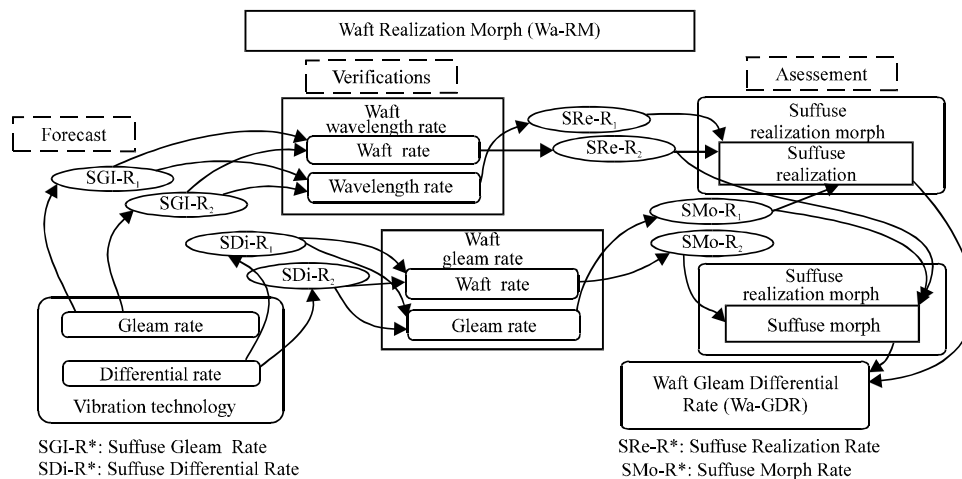 Waft Realization Morph (Wa-RM)
Verifications
Asessement
Forecast
Waft
wavelength rate
Waft rate
Wavelength rate
SRe-R1
SRe-R2
Suffuse
realization morph
Suffuse
realization
SGI-R1
SGI-R2
SMo-R1
SMo-R2
SDi-R1
SDi-R2
Waft
gleam rate
Waft rate
Gleam rate
Suffuse
realization morph
Suffuse morph
Gleam rate
Differential rate
Vibration technology
Waft Gleam Differential
Rate (Wa-GDR)
SGI-R*: Suffuse Gleam Rate
SDi-R*: Suffuse Differential Rate
SRe-R*: Suffuse Realization Rate
SMo-R*: Suffuse Morph Rate